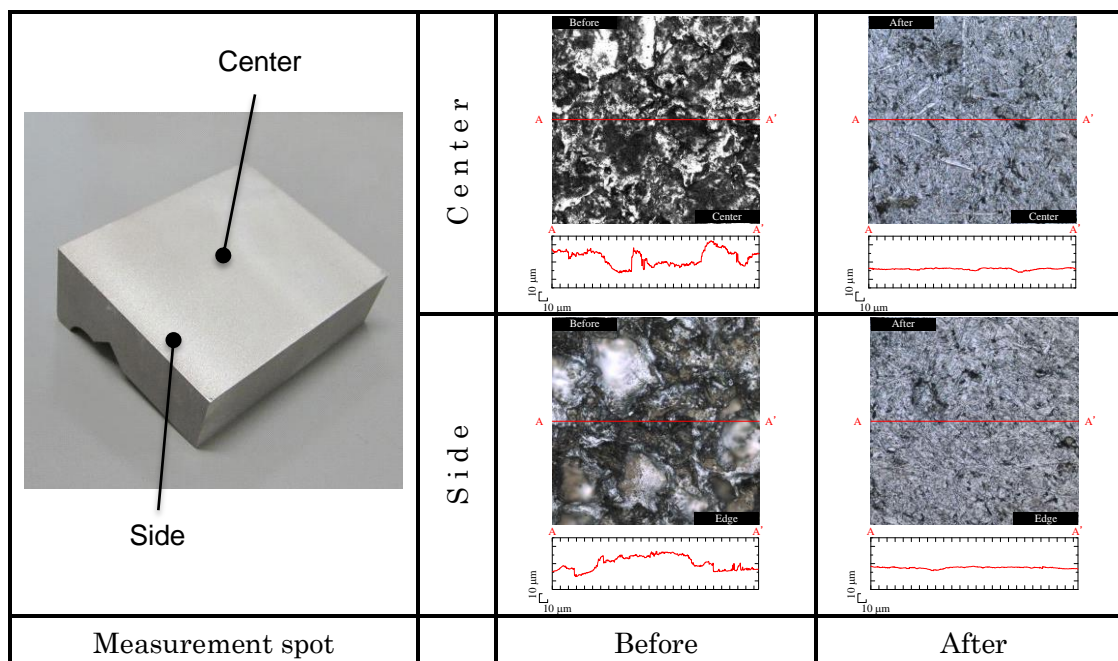 Center
Side
Measurement spot
C e n t e r
Before
A
A'
Center
A
A'
10 μm
10 μm
After
A
A'
Center
A
A'
10 μm
10 μm
S i d e
Before
A
A'
Edge
A
A'
10 μm
10 μm
After
A
A'
Edge
A
A'
10 μm
10 μm
Before
After